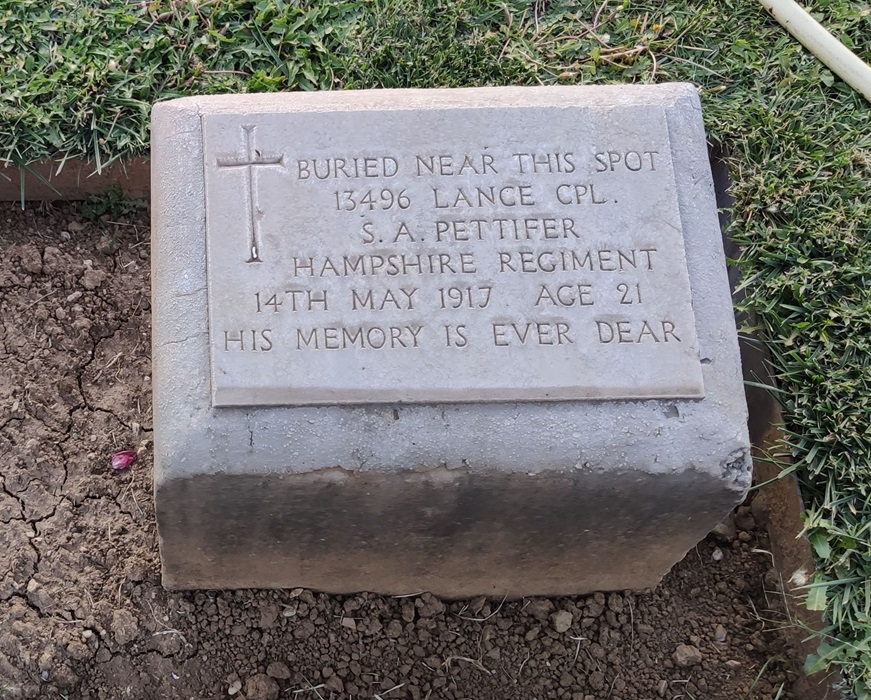 BURIED NEAR THIS SPOT
13496 LANCE CPL.
S. A. PETTIFER
HAMPSHIRE REGIMENT
14TH MAY 1917 AGE 21
HIS MEMORY IS EVER DEAR